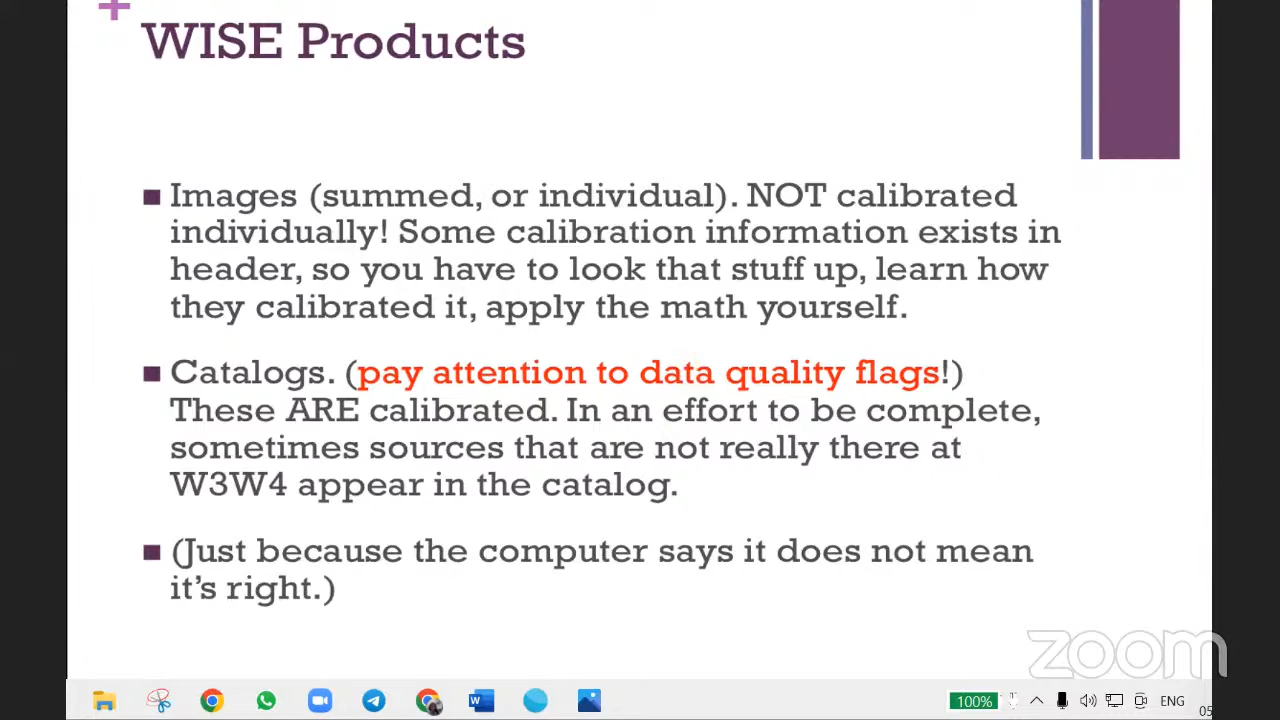 +
WISE Products
Images (summed, or individual). NOT calibrated
individually! Some calibration information exists in
header, so you have to look that stuff up, learn how
they calibrated it, apply the math yourself.
Catalogs. (pay attention to data quality flags!)
These ARE calibrated. In an effort to be complete,
sometimes sources that are not really there at
W3W4 appear in the catalog.
(Just because the computer says it does not mean
it's right.)
zoom
W
100%
ENG
05